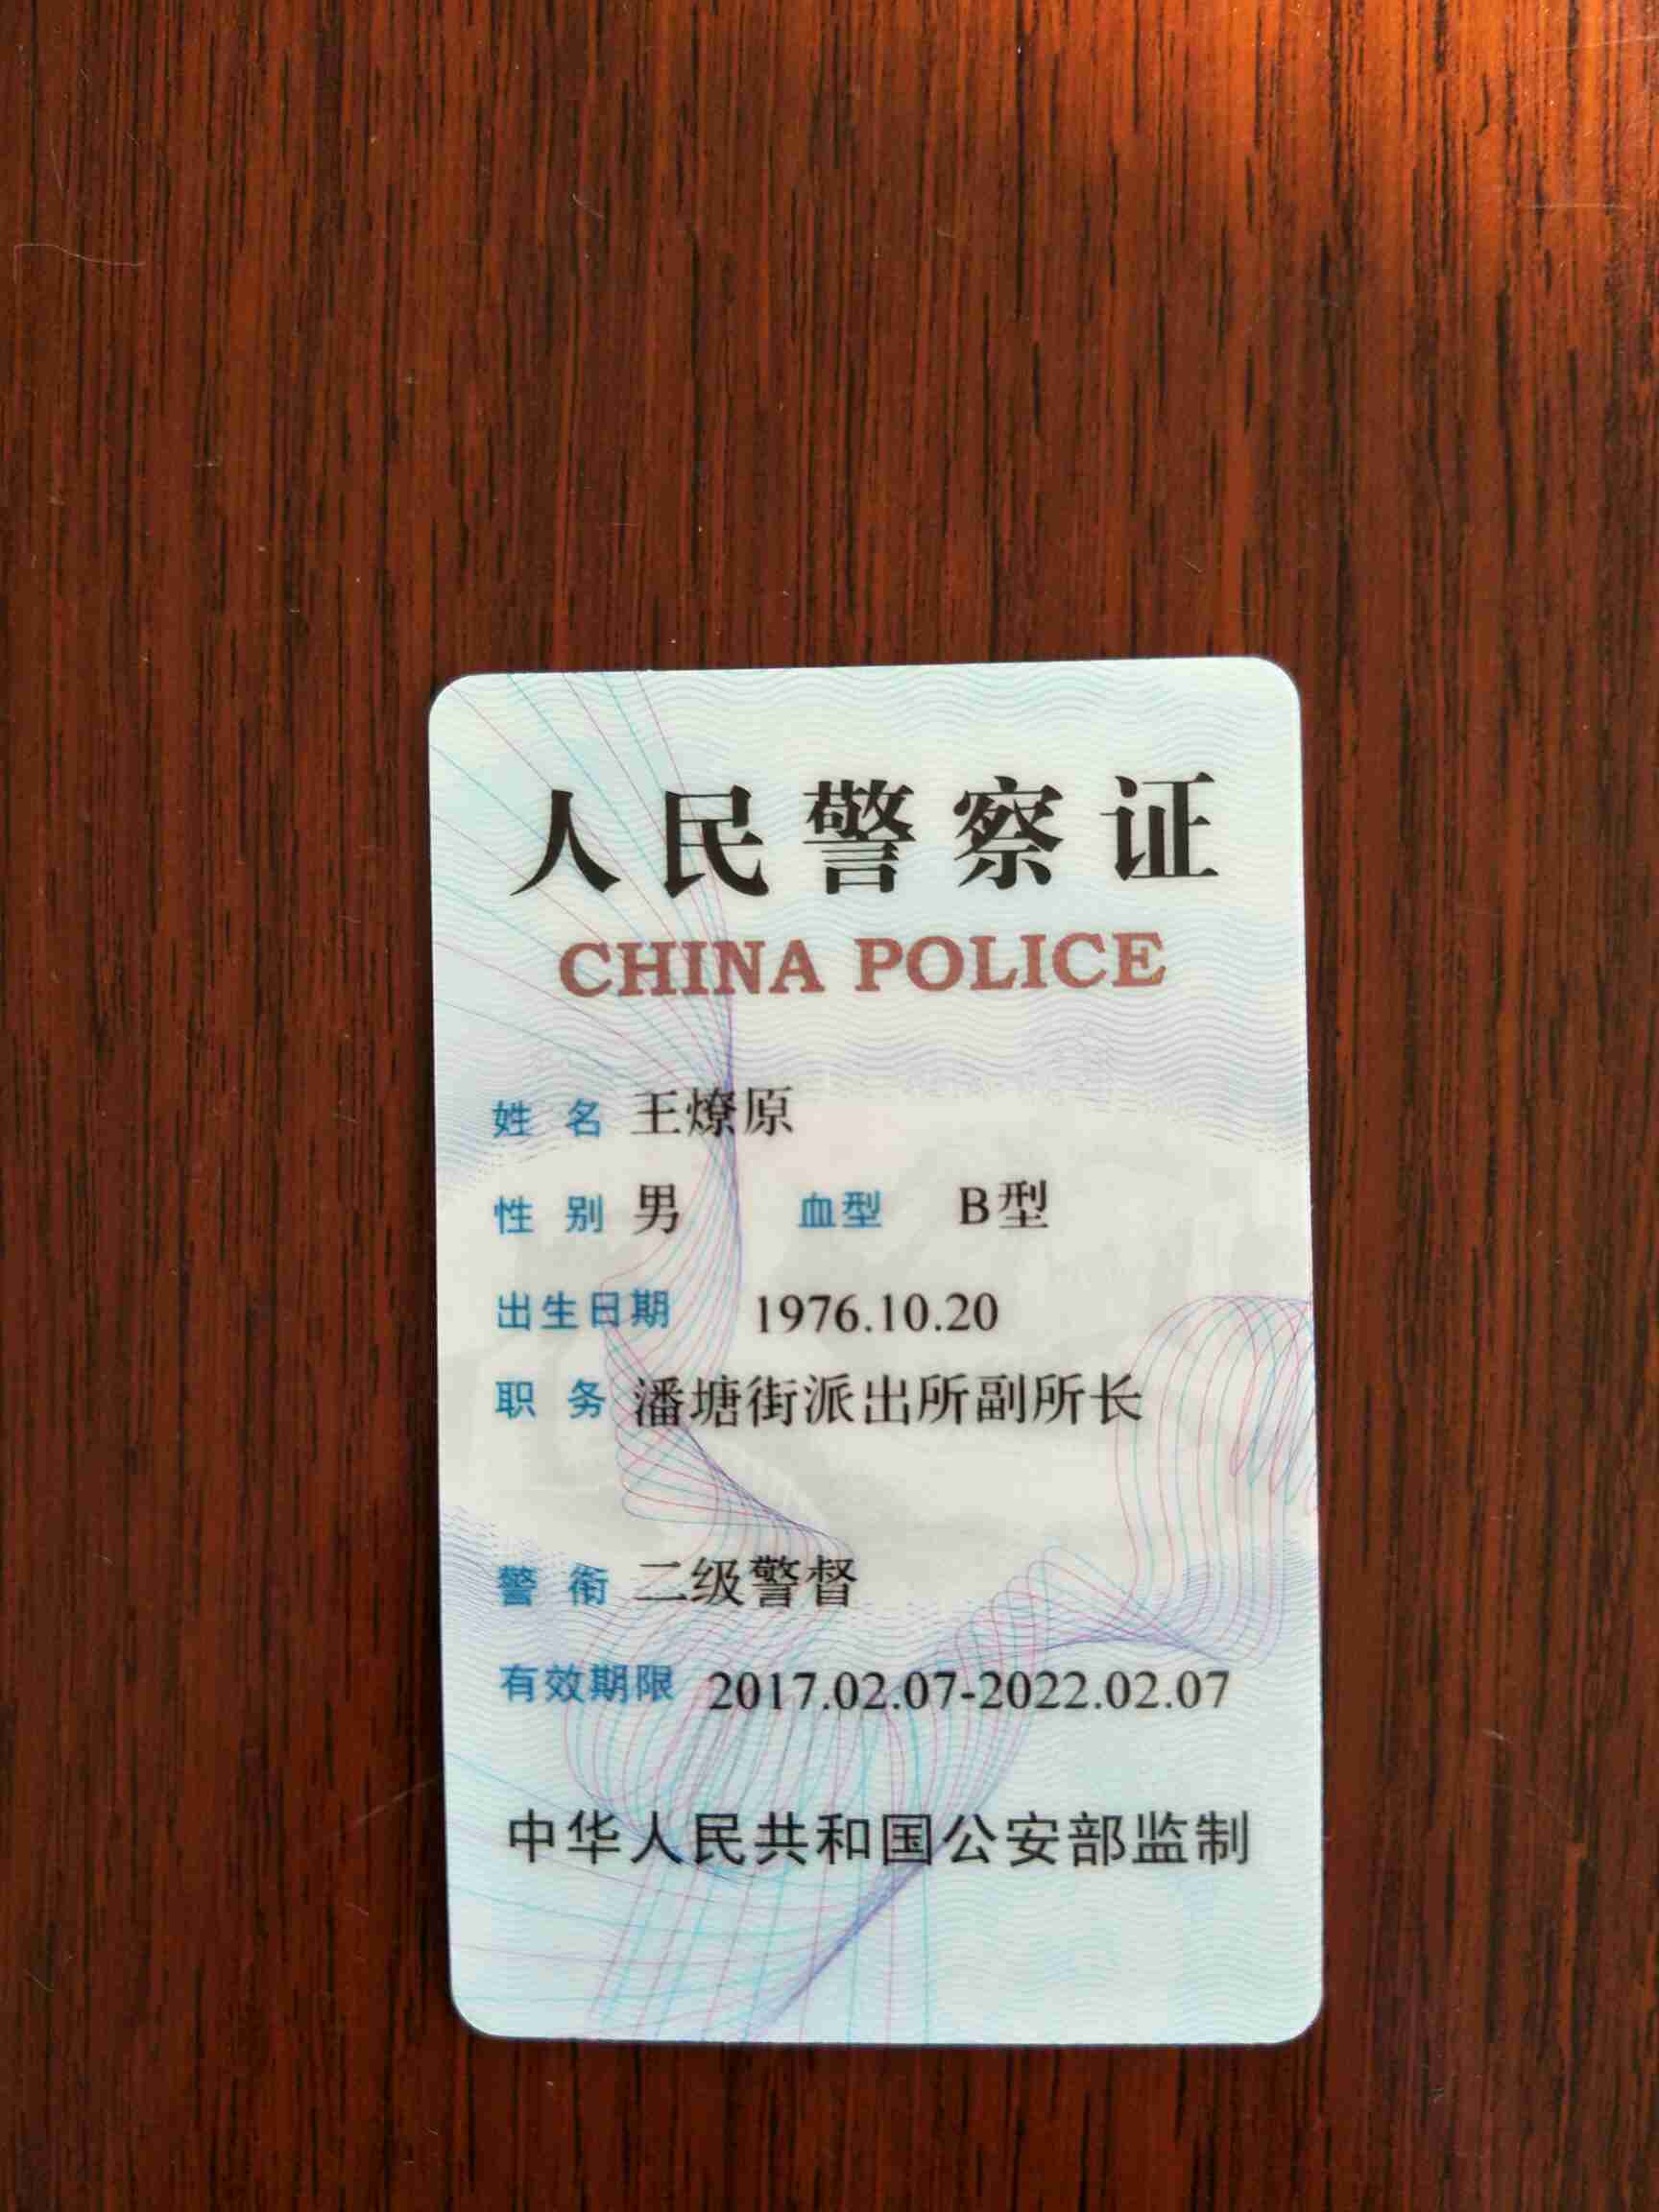 人民警察证
CHINA POLICE
姓名 王燎原
性别 男 血型 B型
出生日期 1976.10.20
职务 潘塘街派出所副所长
警衔 二级警督
有效期限 2017.02.07-2022.02.07
中华人民共和国公安部监制